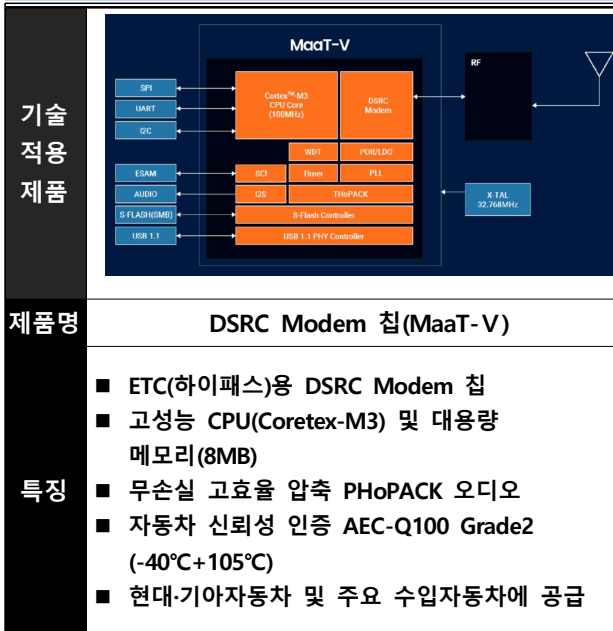 기술
적용
제품
MaaT-V
RF
SPI
UART
I2C
Cortex™-M3
CPU Core
(100MHz)
DSRC
Modem
WDT
POR/LDO
ESAM
SCI
Timer
PLL
AUDIO
I2S
THoPACK
X-TAL
32.768MHz
S-FLASH(SMB)
S-Flash Controller
USB 1.1
USB 1.1 PHY Controller
제품명
DSRC Modem 칩(MaaT-V)
특징
■ ETC(하이패스)용 DSRC Modem 칩
■ 고성능 CPU(Coretex-M3) 및 대용량
메모리(8MB)
■ 무손실 고효율 압축 PHoPACK 오디오
■ 자동차 신뢰성 인증 AEC-Q100 Grade2
(-40℃+105℃)
■ 현대·기아자동차 및 주요 수입자동차에 공급